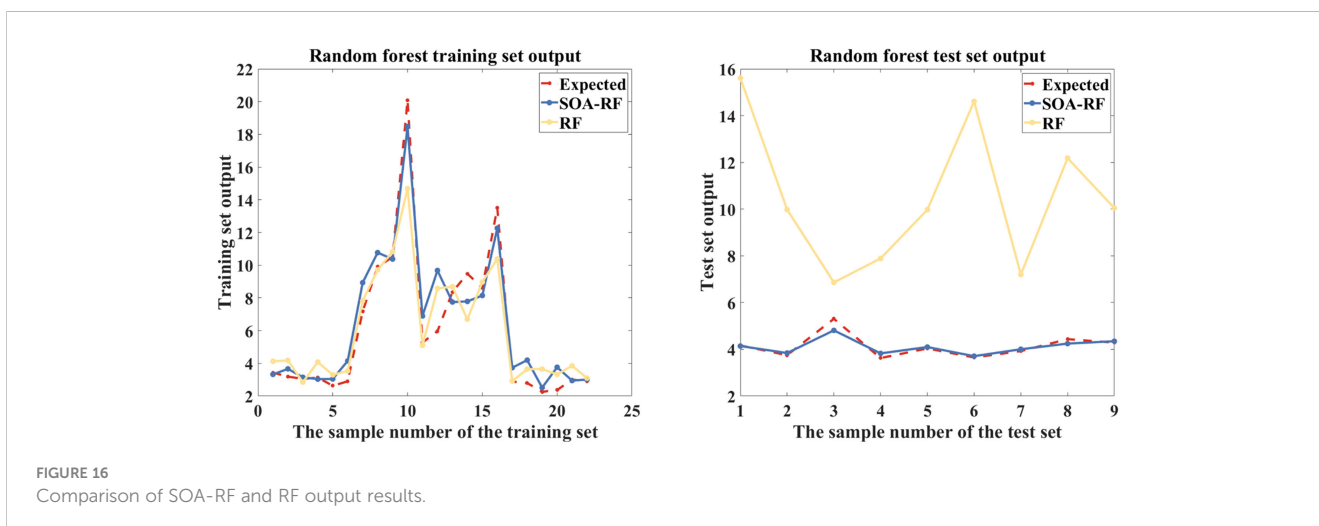 Random forest training set output
22
20
18
16
14
12
10
8
6
4
2
0
5
10
15
20
25
Training set output
The sample number of the training set
Expected
SOA-RF
RF
Random forest test set output
16
14
12
10
8
6
4
2
1
2
3
4
5
6
7
8
9
Test set output
The sample number of the test set
Expected
SOA-RF
RF
FIGURE 16
Comparison of SOA-RF and RF output results.